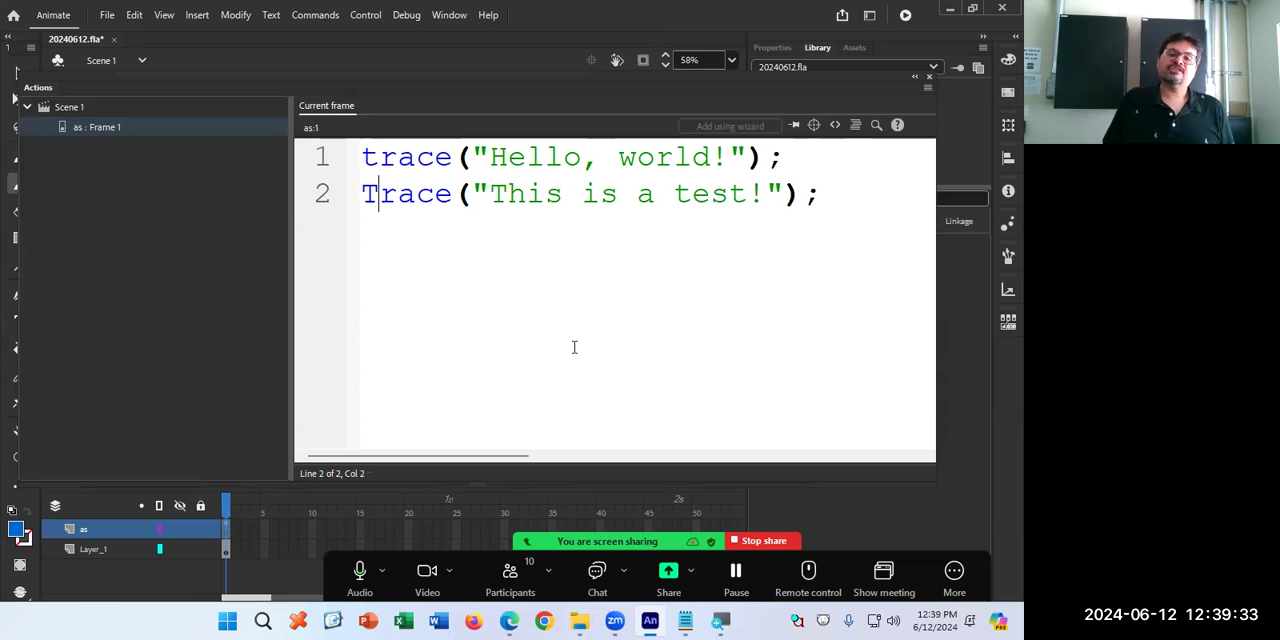 Animate File Edit View Insert Modify Text Commands Control Debug Window Help
20240612.fla* ×
Scene 1 58% Properties Library Assets
20240612.fla
Actions
Scene 1
as : Frame 1
Current frame
as:1 Add using wizard
1 trace("Hello, world!");
2 Trace("This is a test!");
Linkage
Line 2 of 2, Col 2
1s 2s
5 10 15 20 25 30 35 40 45 50
as
Layer_1
You are screen sharing Stop share
10
Audio Video Participants Chat Share Pause Remote control Show meeting More
12:39 PM
6/12/2024
2024-06-12 12:39:33